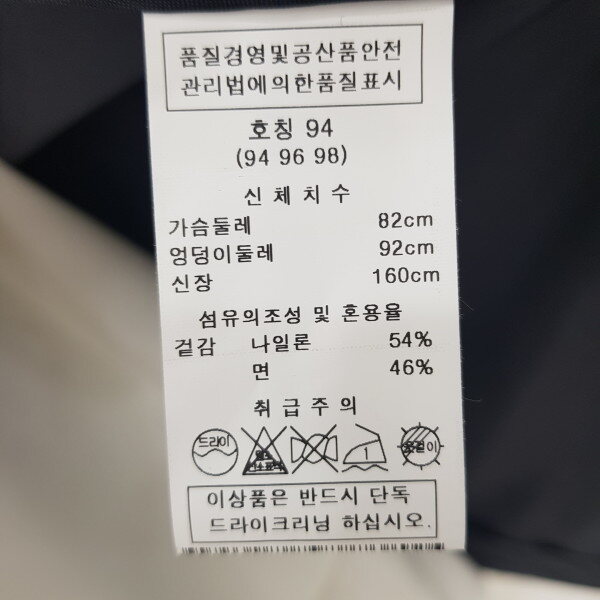 품질경영및공산품안전
관리법에의한품질표시
호칭 94
(94 96 98)
신 체 치 수
가슴둘레 82cm
엉덩이둘레 92cm
신장 160cm
섬유의조성 및 혼용율
겉감 나일론 54%
면 46%
취 급 주 의
드라이
1
옷걸이
이상품은 반드시 단독
드라이크리닝 하십시오.